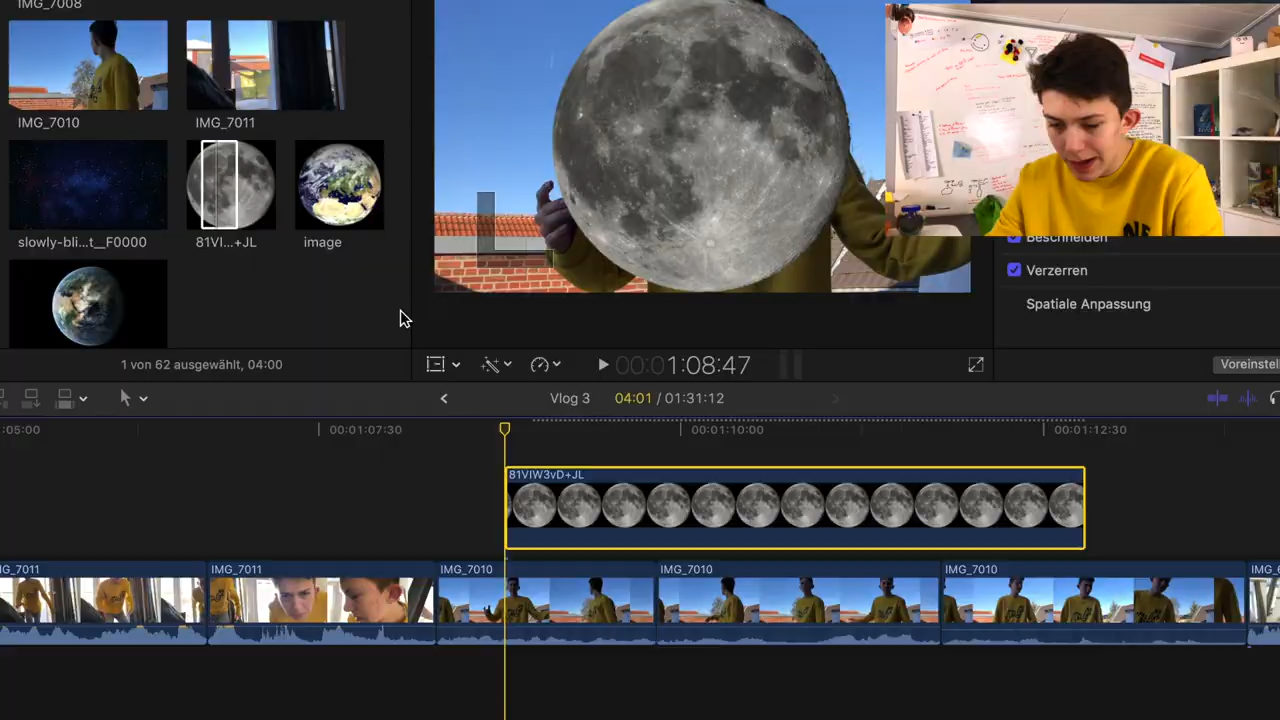 IMG_7008
IMG_7010
IMG_7011
slowly-bli...t__F0000
81VI...+JL
image
1 von 62 ausgewählt, 04:00
Beschneiden
Verzerren
Spatiale Anpassung
00:01:08:47
Voreinstel
Vlog 3
04:01 / 01:31:12
:05:00
00:01:07:30
00:01:10:00
00:01:12:30
81VIW3vD+JL
G_7011
IMG_7011
IMG_7010
IMG_7010
IMG_7010
IMG_6